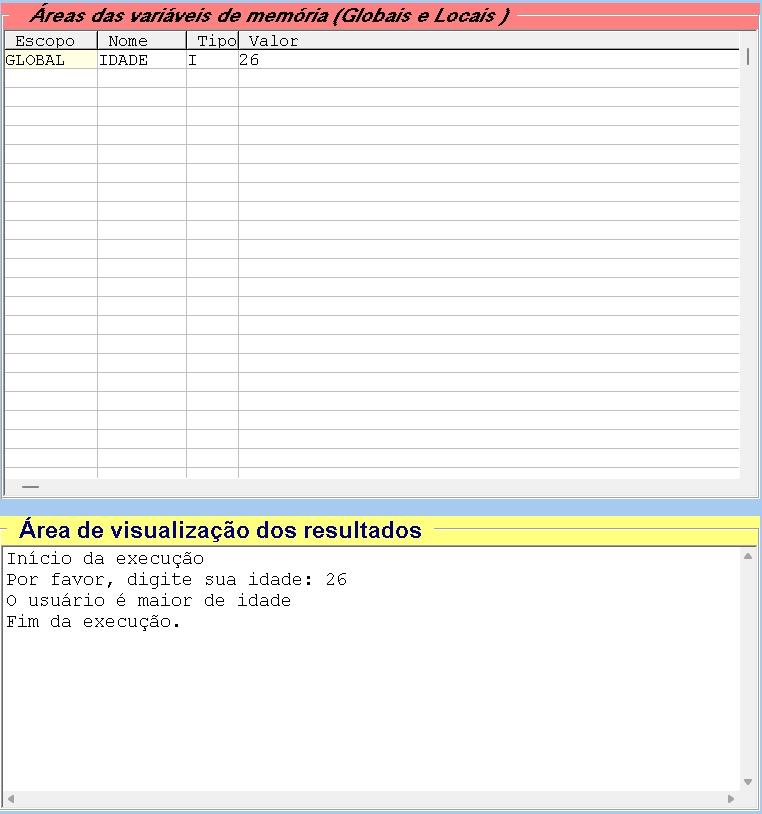 Áreas das variáveis de memória (Globais e Locais )
Escopo Nome Tipo Valor
GLOBAL IDADE I 26
Área de visualização dos resultados
Início da execução
Por favor, digite sua idade: 26
O usuário é maior de idade
Fim da execução.